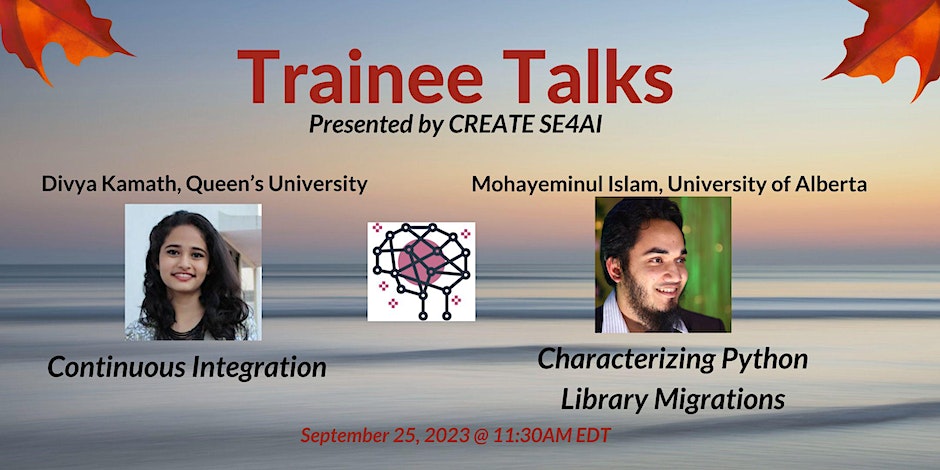 Trainee Talks
Presented by CREATE SE4AI
Divya Kamath, Queen's University
Mohayeminul Islam, University of Alberta
Continuous Integration
Characterizing Python
Library Migrations
September 25, 2023 @ 11:30AM EDT